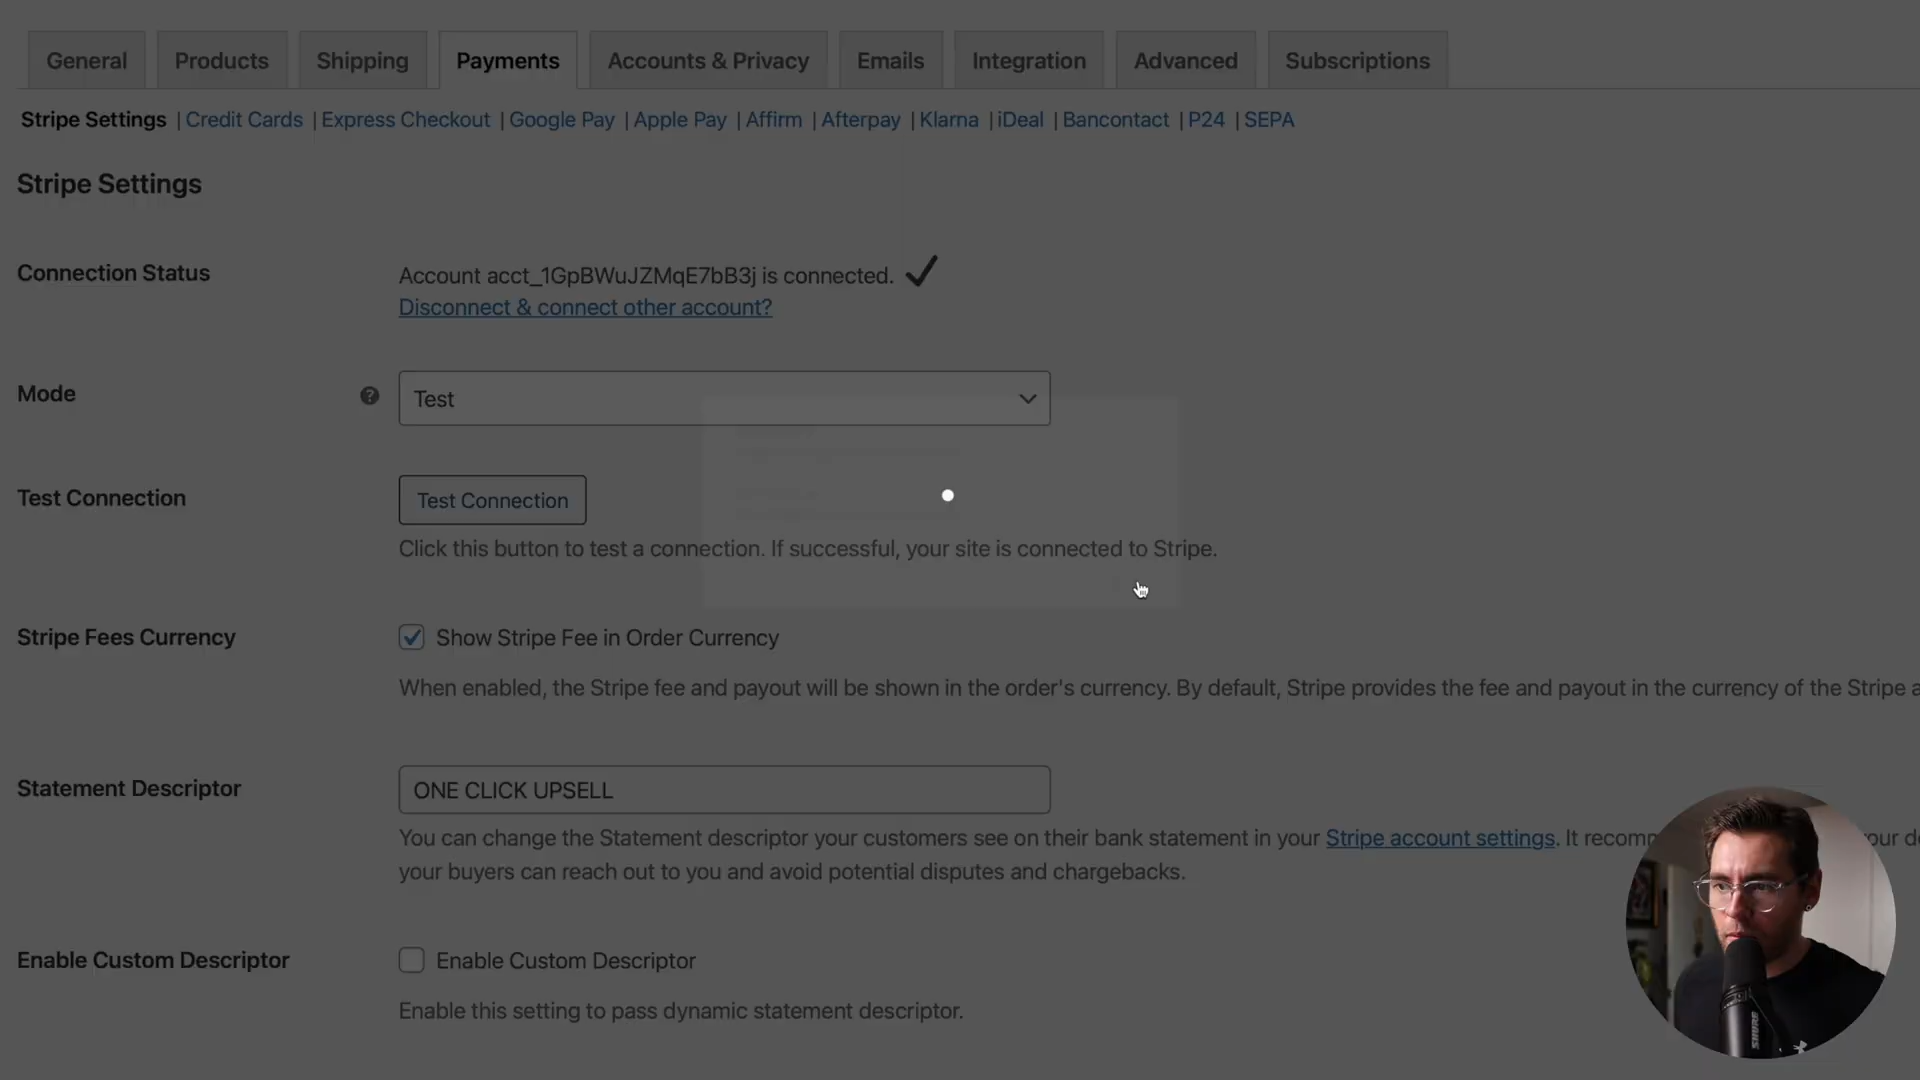 General Products Shipping Payments Accounts & Privacy Emails Integration Advanced Subscriptions
Stripe Settings | Credit Cards | Express Checkout | Google Pay | Apple Pay | Affirm | Afterpay | Klarna | iDeal | Bancontact | P24 | SEPA
Stripe Settings
Connection Status
Account acct_1GpBWuJZMqE7bB3j is connected.
Disconnect & connect other account?
Mode
?
Test
Test Connection
Test Connection
Click this button to test a connection. If successful, your site is connected to Stripe.
Stripe Fees Currency
Show Stripe Fee in Order Currency
When enabled, the Stripe fee and payout will be shown in the order's currency. By default, Stripe provides the fee and payout in the currency of the Stripe
Statement Descriptor
ONE CLICK UPSELL
You can change the Statement descriptor your customers see on their bank statement in your Stripe account settings. It
your buyers can reach out to you and avoid potential disputes and chargebacks.
Enable Custom Descriptor
Enable Custom Descriptor
Enable this setting to pass dynamic statement descriptor.
SHURE